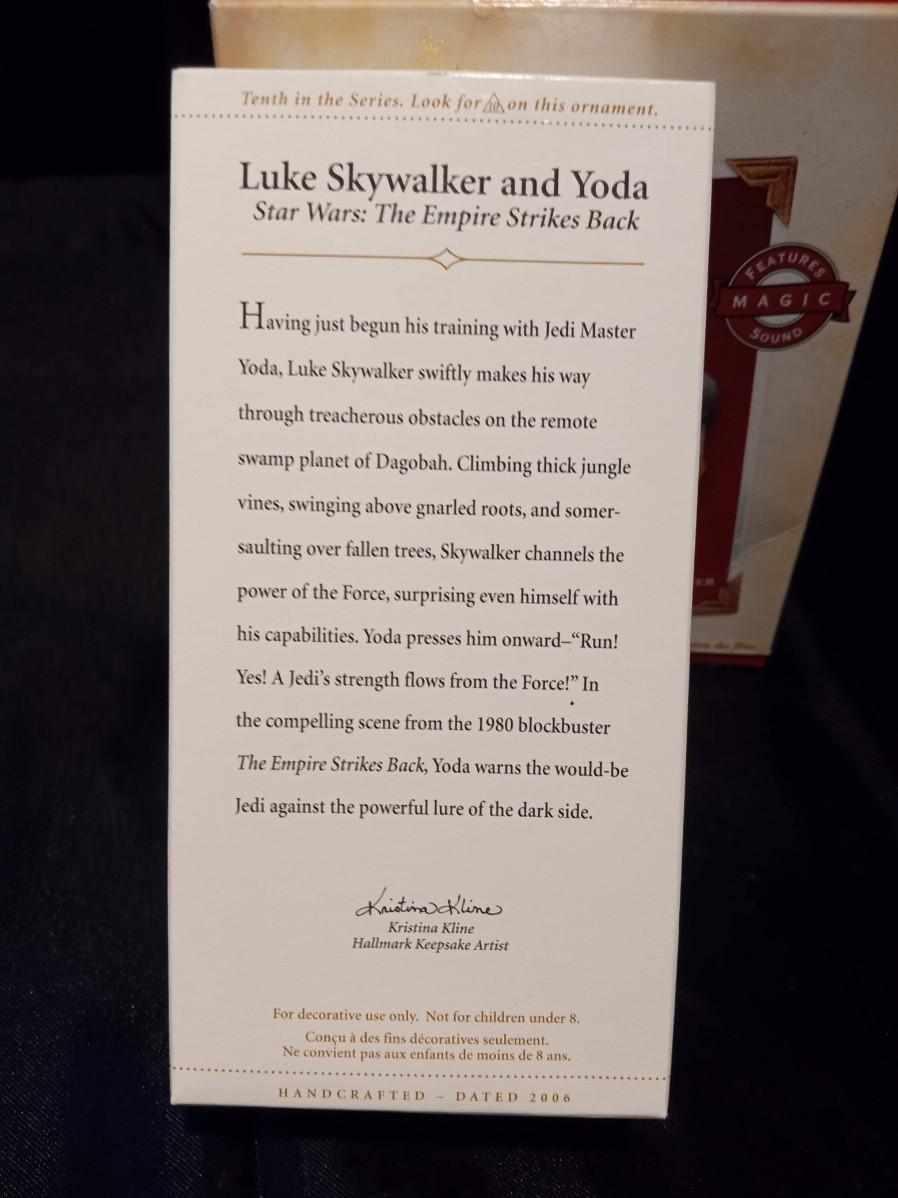 Tenth in the Series. Look for 10 on this ornament.
Luke Skywalker and Yoda
Star Wars: The Empire Strikes Back
Having just begun his training with Jedi Master
Yoda, Luke Skywalker swiftly makes his way
through treacherous obstacles on the remote
swamp planet of Dagobah. Climbing thick jungle
vines, swinging above gnarled roots, and somer-
saulting over fallen trees, Skywalker channels the
power of the Force, surprising even himself with
his capabilities. Yoda presses him onward–“Run!
Yes! A Jedi’s strength flows from the Force!” In
the compelling scene from the 1980 blockbuster
The Empire Strikes Back, Yoda warns the would-be
Jedi against the powerful lure of the dark side.
Kristina Kline
Kristina Kline
Hallmark Keepsake Artist
For decorative use only. Not for children under 8.
Conçu à des fins décoratives seulement.
Ne convient pas aux enfants de moins de 8 ans.
HANDCRAFTED – DATED 2006
FEATURES
MAGIC
SOUND